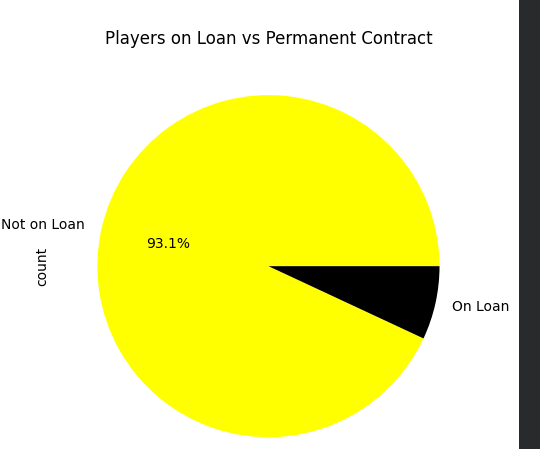 Players on Loan vs Permanent Contract
Not on Loan
93.1%
count
On Loan